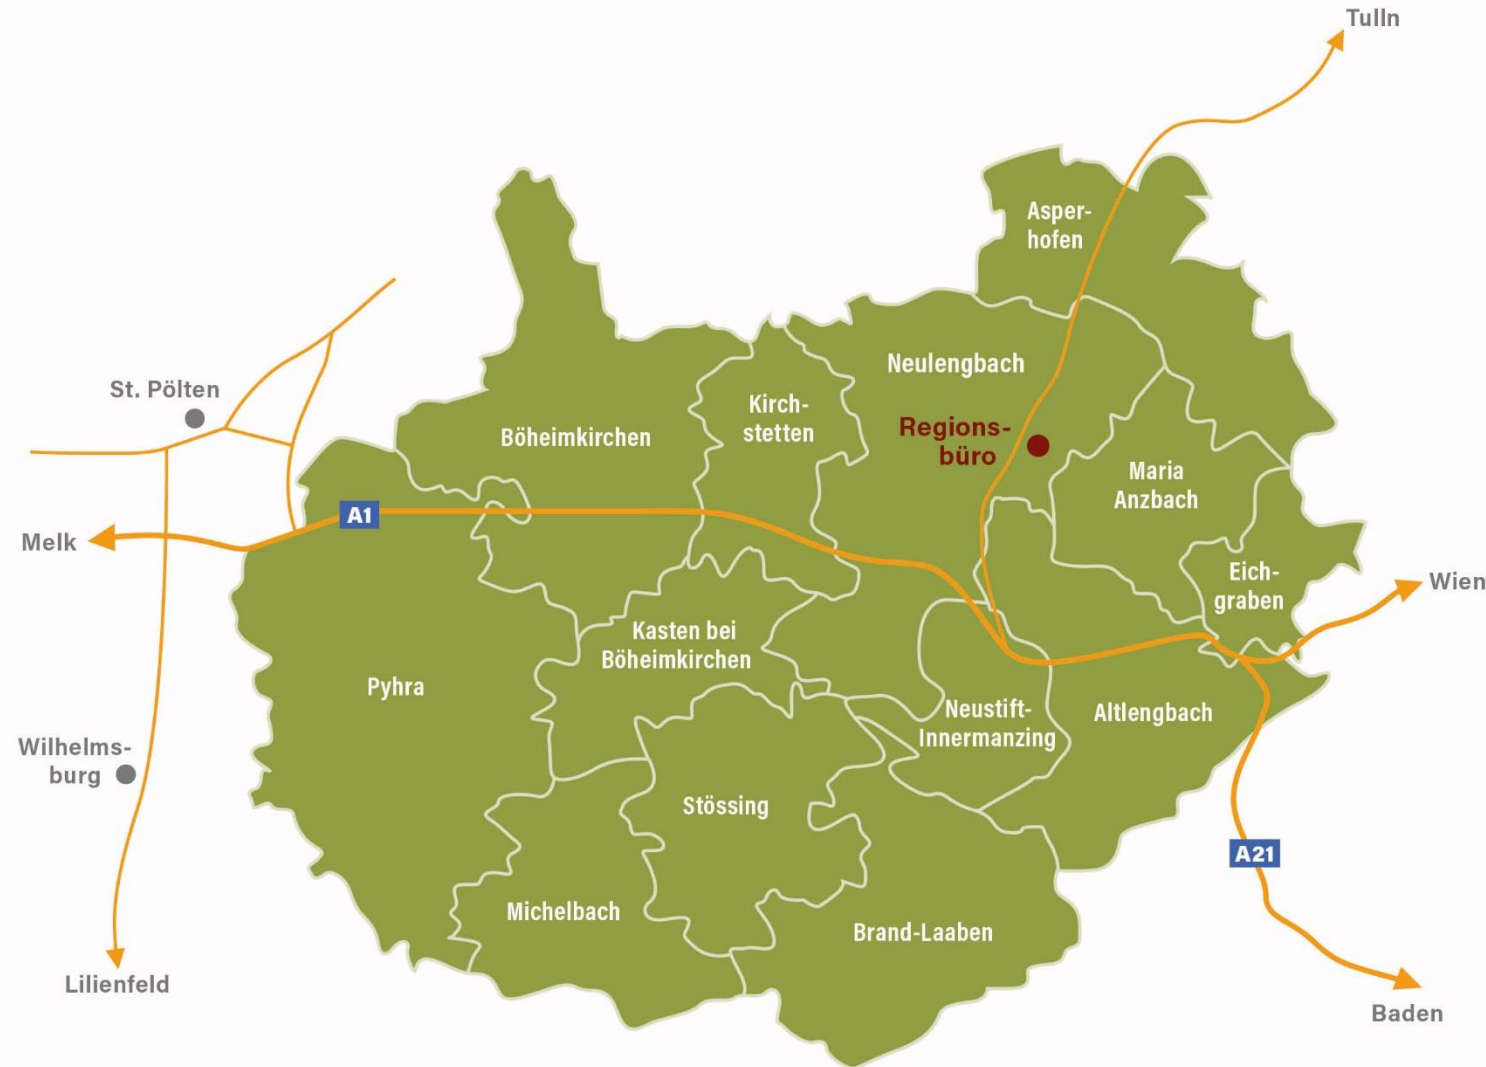 Tulln
Asper-
hofen
Neulengbach
St. Pölten
Kirch-
stetten
Böheimkirchen
Regions-
büro
Maria
Anzbach
A1
Melk
Eich-
graben
Wien
Kasten bei
Böheimkirchen
Pyhra
Neustift-
Innermanzing
Altlengbach
Wilhelms-
burg
Stössing
A21
Michelbach
Brand-Laaben
Lilienfeld
Baden